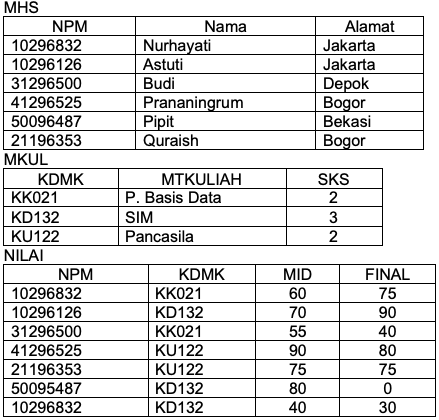 MHS
NPM Nama Alamat
10296832 Nurhayati Jakarta
10296126 Astuti Jakarta
31296500 Budi Depok
41296525 Prananingrum Bogor
50096487 Pipit Bekasi
21196353 Quraish Bogor
MKUL
KDMK MTKULIAH SKS
KK021 P. Basis Data 2
KD132 SIM 3
KU122 Pancasila 2
NILAI
NPM KDMK MID FINAL
10296832 KK021 60 75
10296126 KD132 70 90
31296500 KK021 55 40
41296525 KU122 90 80
21196353 KU122 75 75
50095487 KD132 80 0
10296832 KD132 40 30